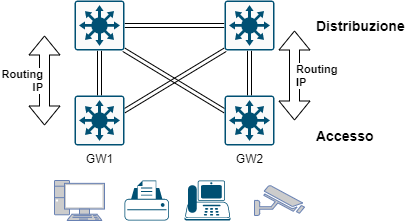 Distribuzione
Routing
IP
Routing
IP
Accesso
GW1
GW2